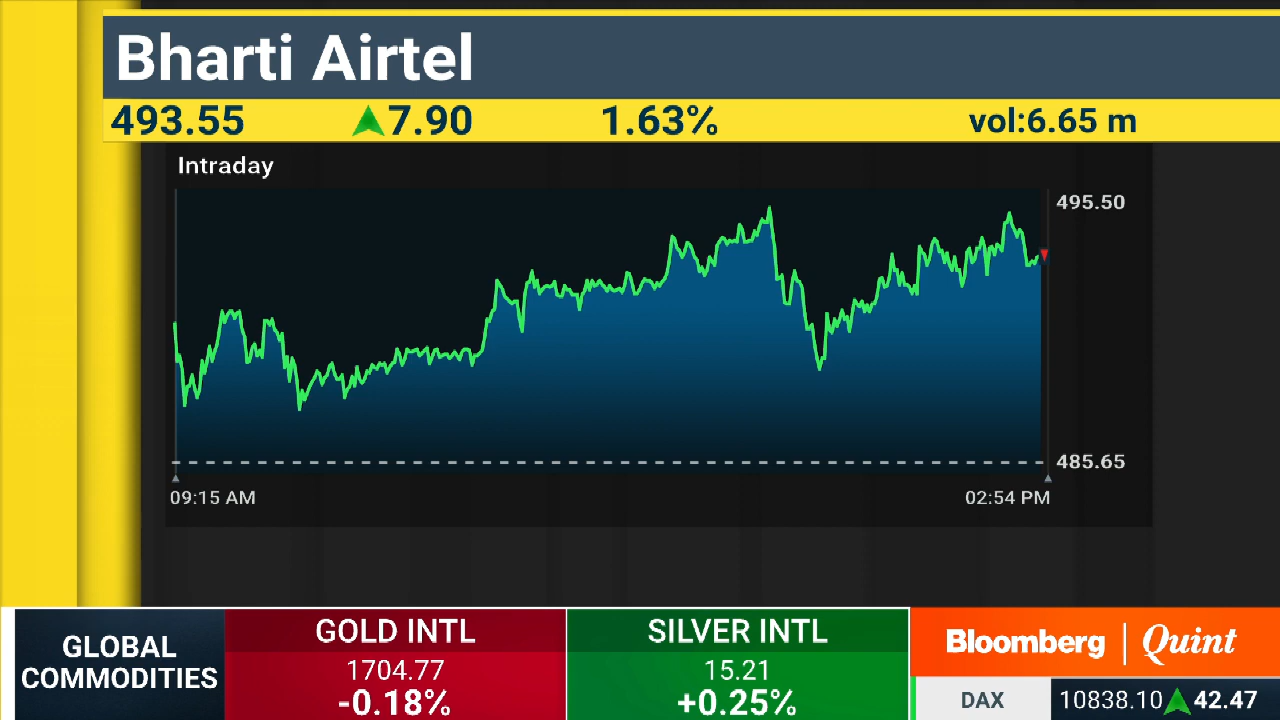 Bharti Airtel
493.55 7.90 1.63% vol:6.65 m
Intraday
495.50
485.65
09:15 AM 02:54 PM
GLOBAL COMMODITIES
GOLD INTL
1704.77
-0.18%
SILVER INTL
15.21
+0.25%
Bloomberg | Quint
DAX 10838.10 42.47